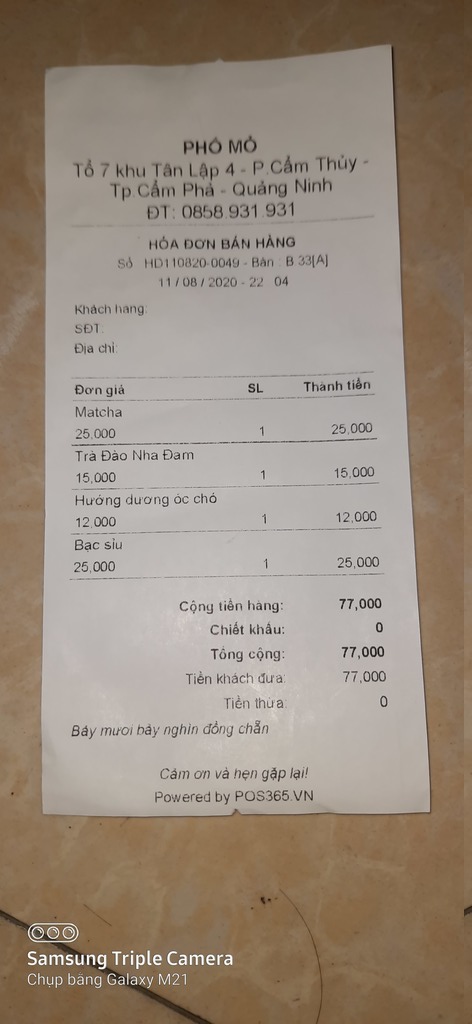 PHỐ MỎ
Tổ 7 khu Tân Lập 4 - P.Cẩm Thủy -
Tp.Cẩm Phả - Quảng Ninh
ĐT: 0858.931.931
HÓA ĐƠN BÁN HÀNG
Số HD110820-0049 - Bàn : B 33[A]
11 / 08 / 2020 - 22 04
Khách hàng:
SĐT:
Địa chỉ:
Đơn giá SL Thành tiền
Matcha
25,000 1 25,000
Trà Đào Nha Đam
15,000 1 15,000
Hướng dương óc chó
12,000 1 12,000
Bạc sỉu
25,000 1 25,000
Cộng tiền hàng: 77,000
Chiết khấu: 0
Tổng cộng: 77,000
Tiền khách đưa: 77,000
Tiền thừa: 0
Bảy mươi bảy nghìn đồng chẵn
Cảm ơn và hẹn gặp lại!
Powered by POS365.VN
Samsung Triple Camera
Chụp bằng Galaxy M21